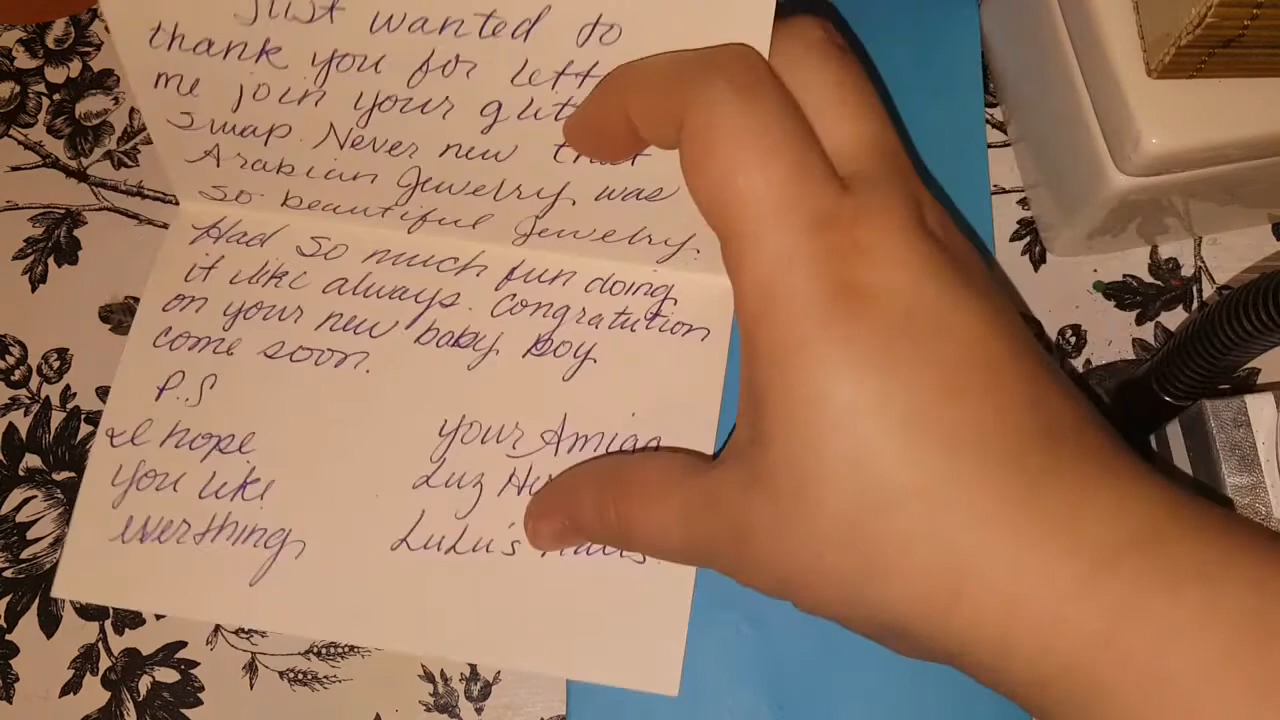 Just wanted to
thank you for lett
me join your
swap. Never new that
Arabian Jewelry was
so beautiful Jewelry.
Had so much fun doing
it like always. Congratution
on your new baby boy
come soon.
P.S
I hope
you like
everthing
your Amiga
Luz
LuLu's